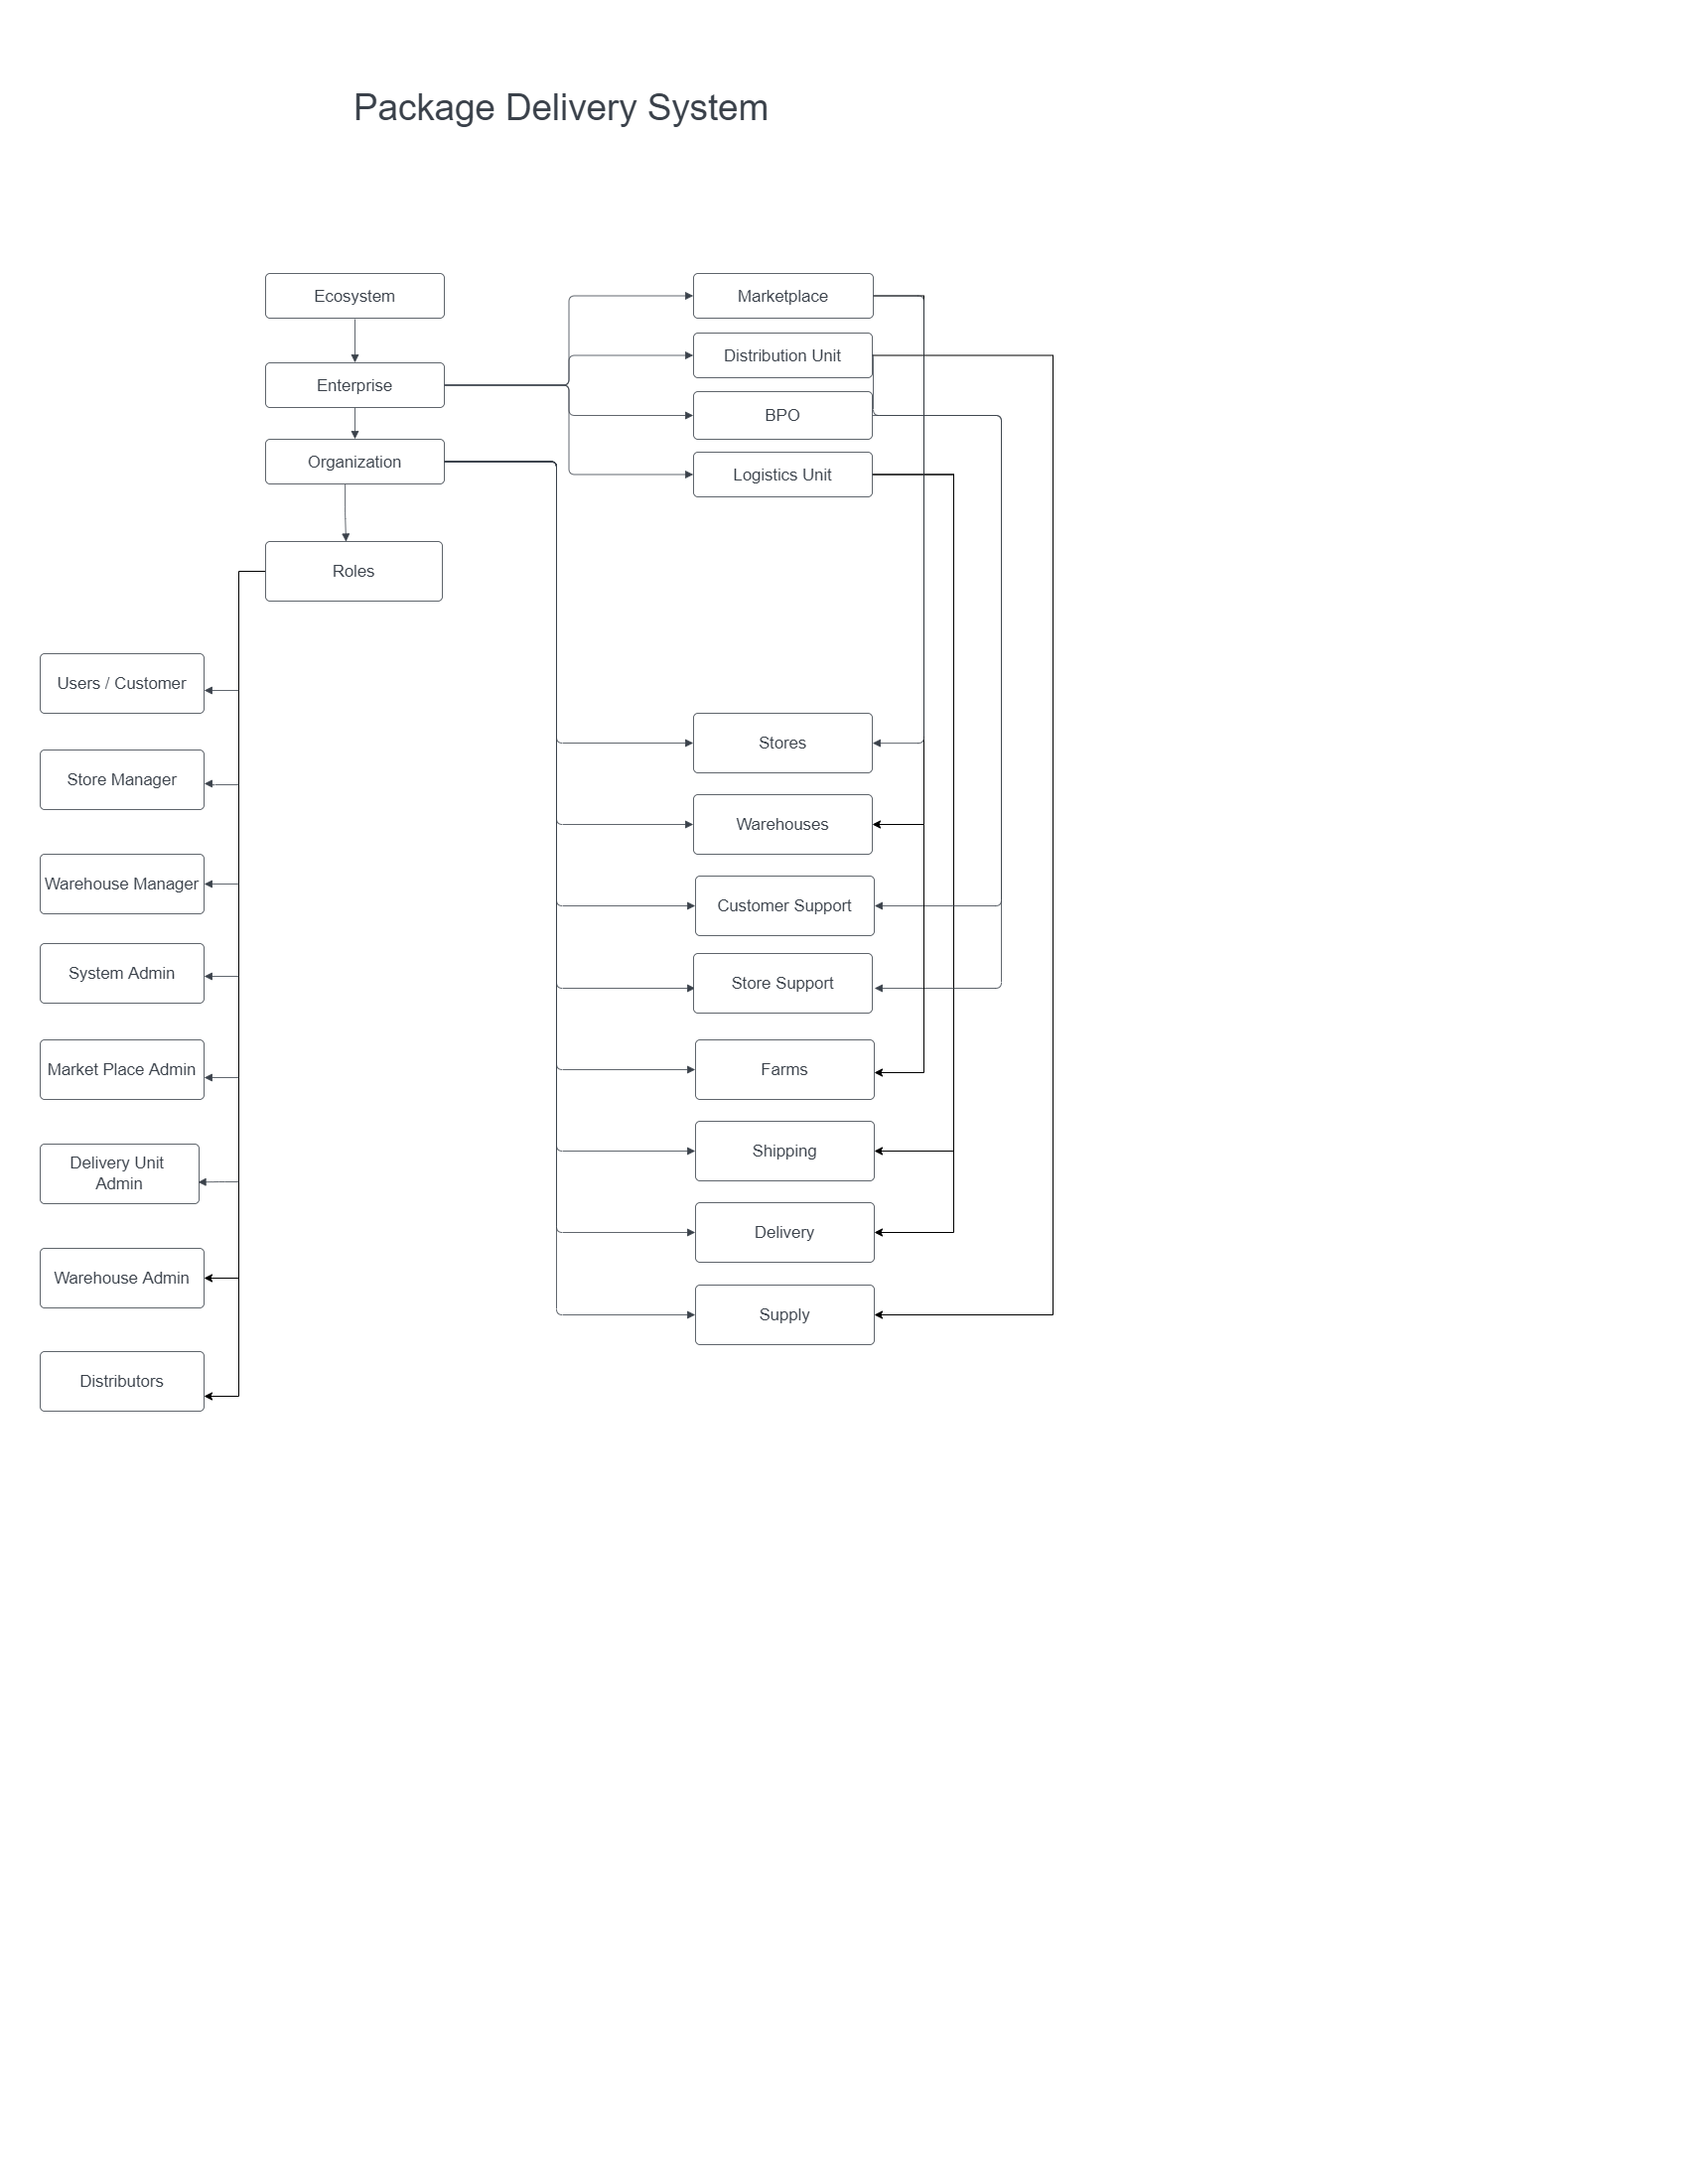 Package Delivery System
Ecosystem
Enterprise
Organization
Roles
Marketplace
Distribution Unit
BPO
Logistics Unit
Users / Customer
Store Manager
Warehouse Manager
System Admin
Market Place Admin
Delivery Unit
Admin
Warehouse Admin
Distributors
Stores
Warehouses
Customer Support
Store Support
Farms
Shipping
Delivery
Supply